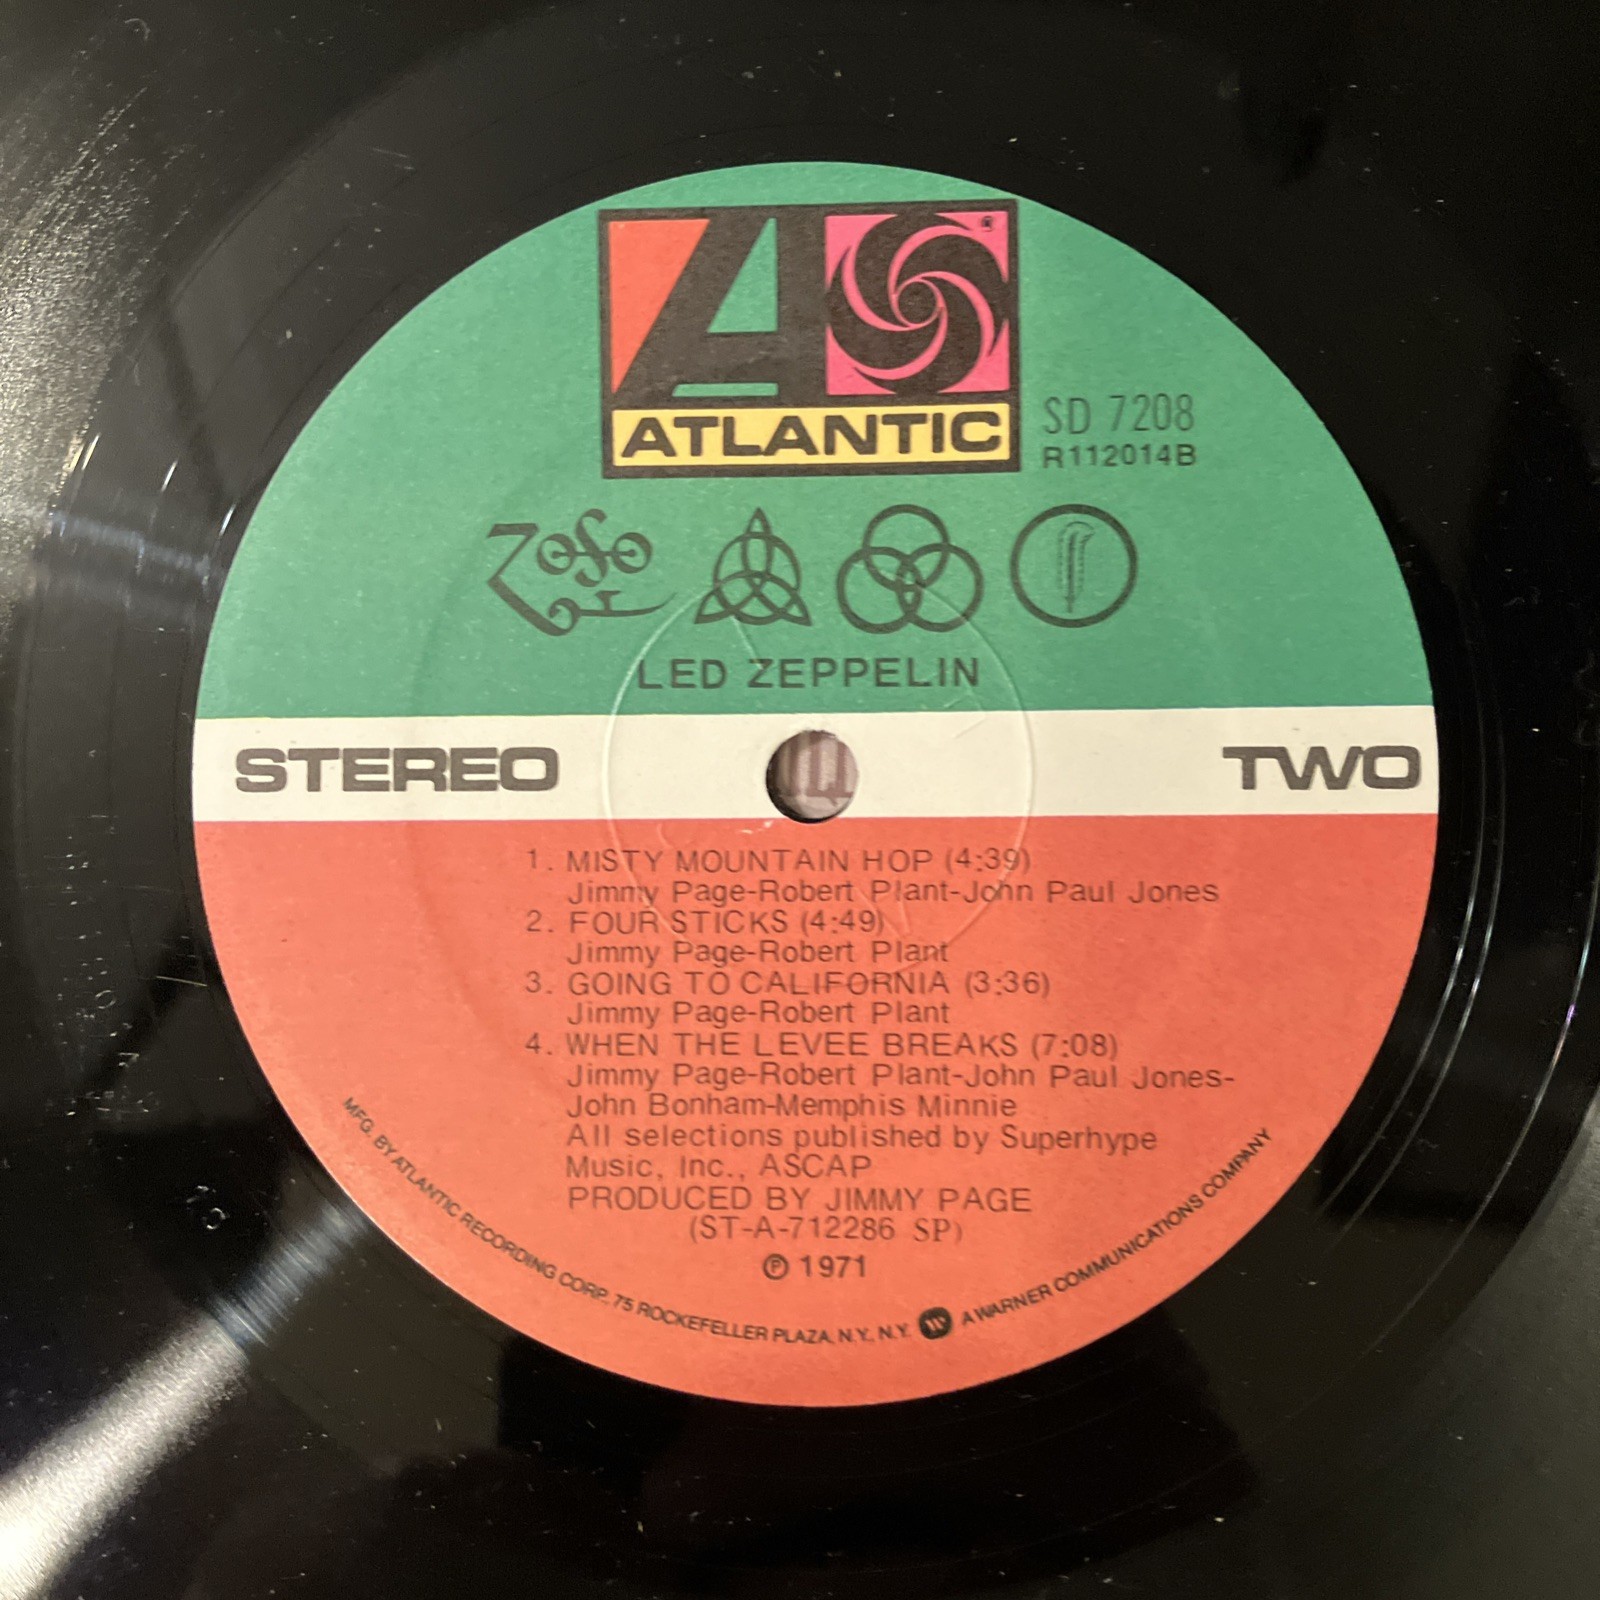 ATLANTIC
®
SD 7208
R112014B
LED ZEPPELIN
STEREO
TWO
1. MISTY MOUNTAIN HOP (4:39)
Jimmy Page-Robert Plant-John Paul Jones
2. FOUR STICKS (4:49)
Jimmy Page-Robert Plant
3. GOING TO CALIFORNIA (3:36)
Jimmy Page-Robert Plant
4. WHEN THE LEVEE BREAKS (7:08)
Jimmy Page-Robert Plant-John Paul Jones-
John Bonham-Memphis Minnie
All selections published by Superhype
Music, Inc., ASCAP
PRODUCED BY JIMMY PAGE
(ST-A-712286 SP)
℗ 1971
MFG. BY ATLANTIC RECORDING CORP., 75 ROCKEFELLER PLAZA, N.Y., N.Y. A WARNER COMMUNICATIONS COMPANY